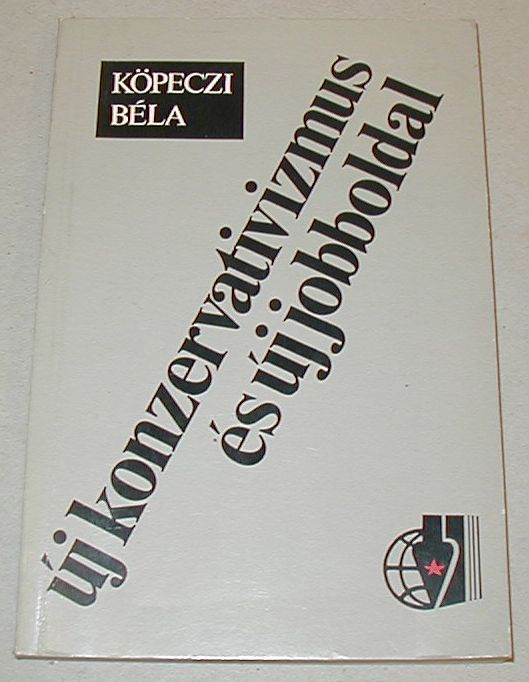 KÖPECZI
BÉLA
új konzervativizmus
és új jobboldal